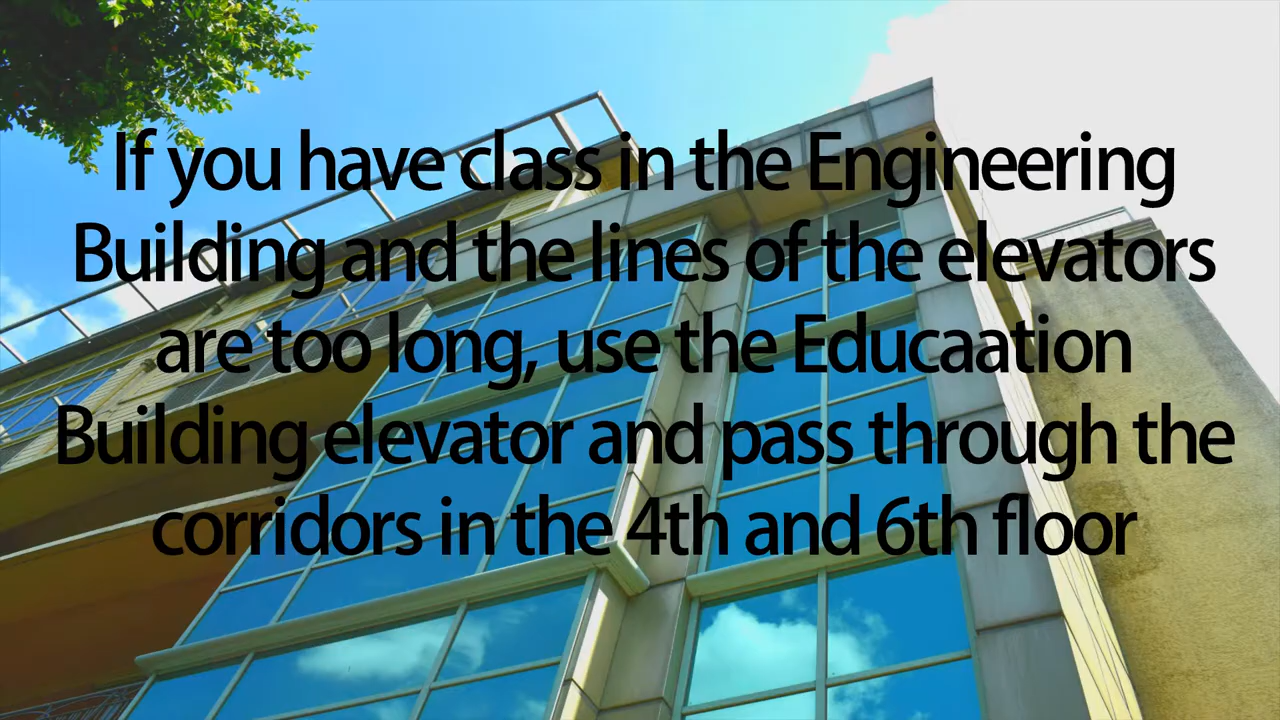 If you have class in the Engineering
Building and the lines of the elevators
are too long, use the Educaation
Building elevator and pass through the
corridors in the 4th and 6th floor